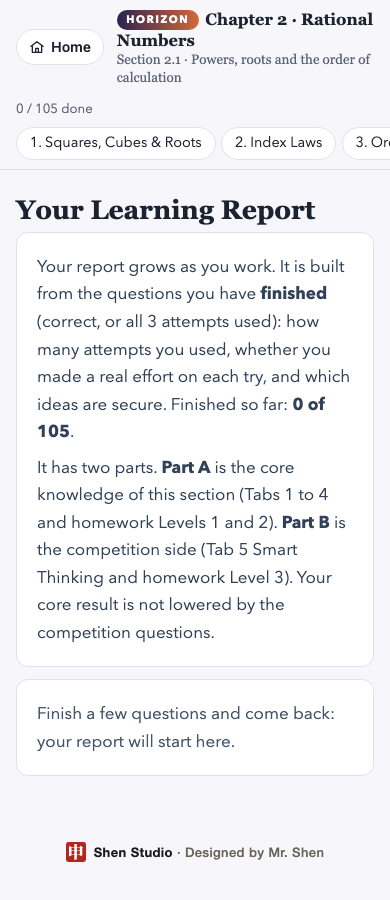 Home
HORIZON Chapter 2 · Rational
Numbers
Section 2.1 · Powers, roots and the order of
calculation
0 / 105 done
1. Squares, Cubes & Roots
2. Index Laws
3. Or
Your Learning Report
Your report grows as you work. It is built
from the questions you have finished
(correct, or all 3 attempts used): how
many attempts you used, whether you
made a real effort on each try, and which
ideas are secure. Finished so far: 0 of
105.
It has two parts. Part A is the core
knowledge of this section (Tabs 1 to 4
and homework Levels 1 and 2). Part B is
the competition side (Tab 5 Smart
Thinking and homework Level 3). Your
core result is not lowered by the
competition questions.
Finish a few questions and come back:
your report will start here.
申 Shen Studio · Designed by Mr. Shen